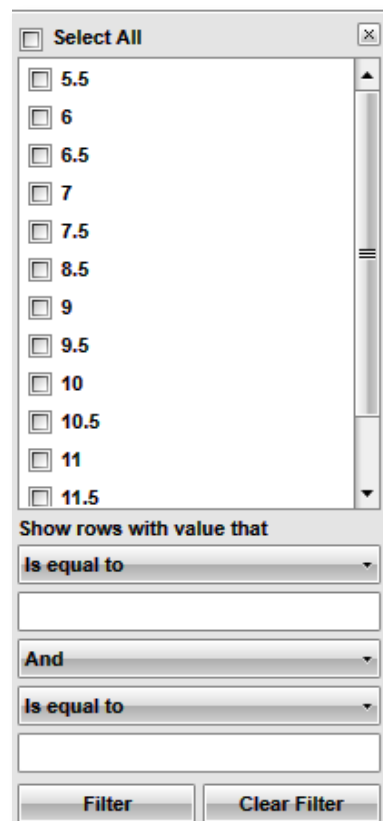 Select All
5.5
6
6.5
7
7.5
8.5
9
9.5
10
10.5
11
11.5
Show rows with value that
Is equal to
And
Is equal to
Filter Clear Filter